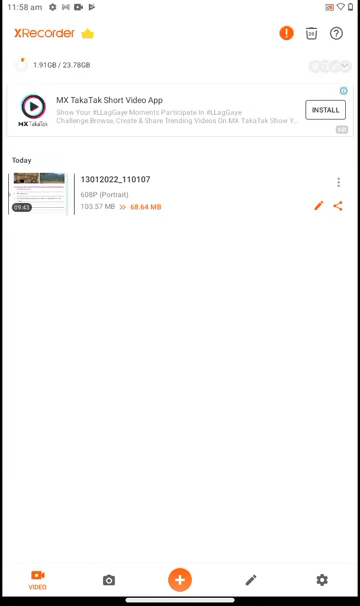 11:58 am
XRecorder
28
1.91GB / 23.78GB
MX TakaTak Short Video App
Show Your #LLagGaye Moments Participate In #LLagGaye
Challenge.Browse, Create & Share Trending Videos On MX TakaTak Show Y...
INSTALL
MX TakaTak
AD
Today
13012022_110107
608P (Portrait)
09:43
103.57 MB >> 68.64 MB
VIDEO